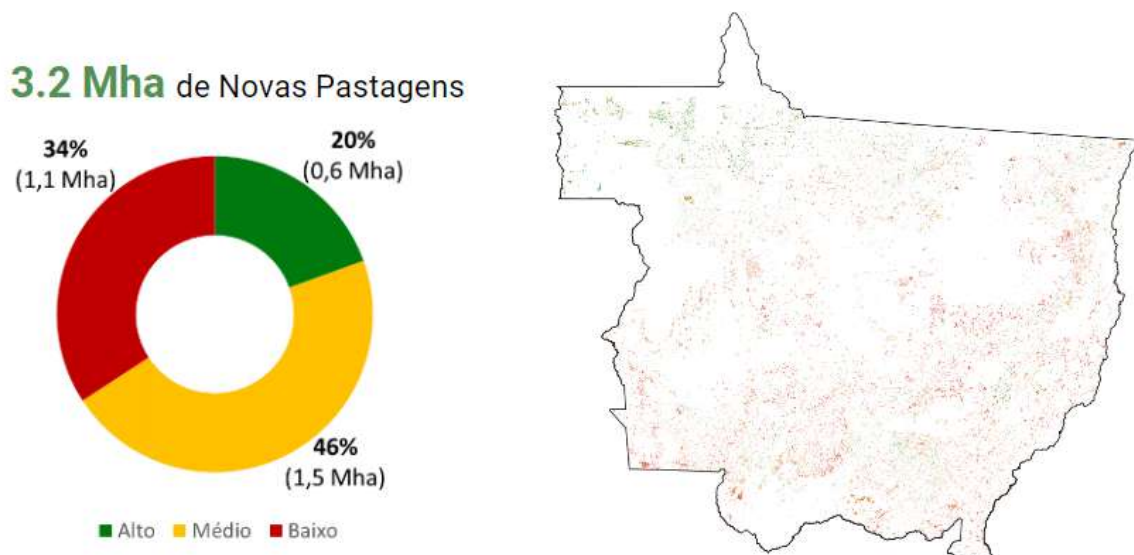 3.2 Mha de Novas Pastagens
34%
(1,1 Mha)
20%
(0,6 Mha)
46%
(1,5 Mha)
Alto Médio Baixo